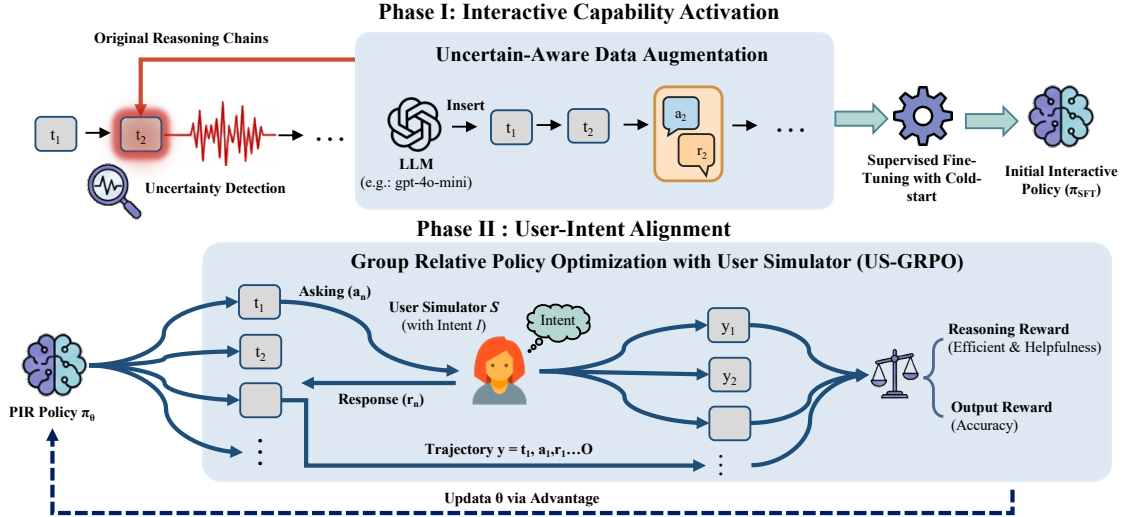 Phase I: Interactive Capability Activation
Original Reasoning Chains
Uncertain-Aware Data Augmentation
t1
t2
...
Uncertainty Detection
LLM
(e.g.: gpt-4o-mini)
Insert
t1
t2
a2
r2
...
Supervised Fine-
Tuning with Cold-
start
Initial Interactive
Policy (πSFT)
Phase II : User-Intent Alignment
Group Relative Policy Optimization with User Simulator (US-GRPO)
PIR Policy πθ
t1
t2
⋮
Asking (an)
User Simulator S
(with Intent I)
Intent
Response (rn)
Trajectory y = t1, a1,r1…O
y1
y2
⋮
Reasoning Reward
(Efficient & Helpfulness)
Output Reward
(Accuracy)
Updata θ via Advantage